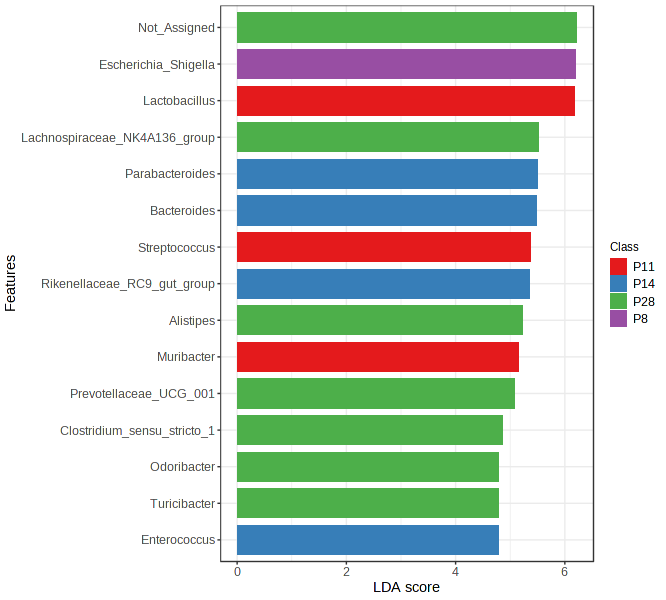 Features
Not_Assigned
Escherichia_Shigella
Lactobacillus
Lachnospiraceae_NK4A136_group
Parabacteroides
Bacteroides
Streptococcus
Rikenellaceae_RC9_gut_group
Alistipes
Muribacter
Prevotellaceae_UCG_001
Clostridium_sensu_stricto_1
Odoribacter
Turicibacter
Enterococcus
0 2 4 6
LDA score
Class
P11
P14
P28
P8